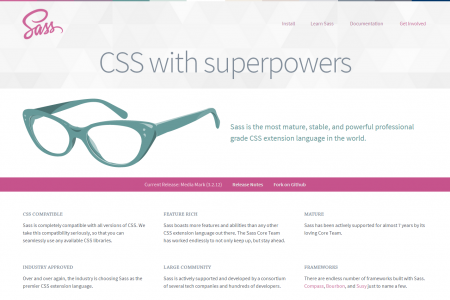 Sass
Install
Learn Sass
Documentation
Get Involved
CSS with superpowers
Sass is the most mature, stable, and powerful professional
grade CSS extension language in the world.
Release Notes
Fork on Github
CSS COMPATIBLE
Sass is completely compatible with all versions of CSS. We
take this compatibility seriously, so that you can
seamlessly use any available CSS libraries.
FEATURE RICH
Sass boasts more features and abilities than any other
CSS extension language out there. The Sass Core Team
has worked endlessly to not only keep up, but stay ahead.
MATURE
Sass has been actively supported for almost 7 years by its
loving Core Team.
INDUSTRY APPROVED
Over and over again, the industry is choosing Sass as the
premier CSS extension language.
LARGE COMMUNITY
Sass is actively supported and developed by a consortium
of several tech companies and hundreds of developers.
FRAMEWORKS
There are endless number of frameworks built with Sass.
Compass, Bourbon, and Susy just to name a few.